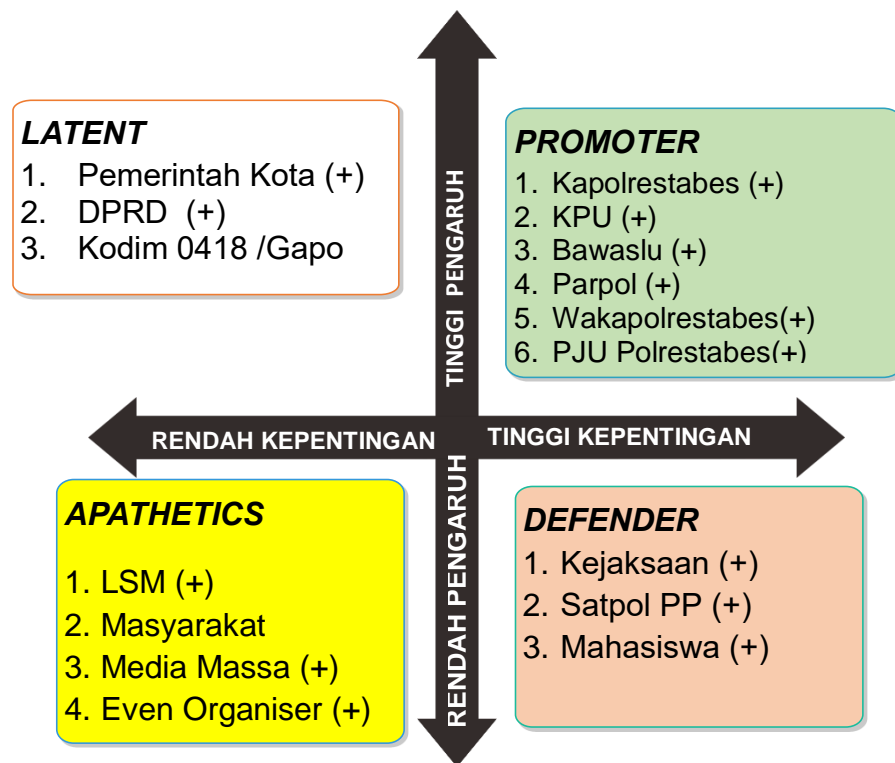 LATENT
1. Pemerintah Kota (+)
2. DPRD (+)
3. Kodim 0418 /Gapo
TINGGI PENGARUH
PROMOTER
1. Kapolrestabes (+)
2. KPU (+)
3. Bawaslu (+)
4. Parpol (+)
5. Wakapolrestabes(+)
6. PJU Polrestabes(+)
RENDAH KEPENTINGAN
TINGGI KEPENTINGAN
APATHETICS
1. LSM (+)
2. Masyarakat
3. Media Massa (+)
4. Even Organiser (+)
RENDAH PENGARUH
DEFENDER
1. Kejaksaan (+)
2. Satpol PP (+)
3. Mahasiswa (+)